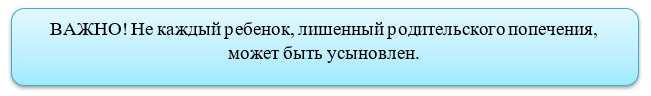 ВАЖНО! Не каждый ребенок, лишенный родительского попечения,
может быть усыновлен.